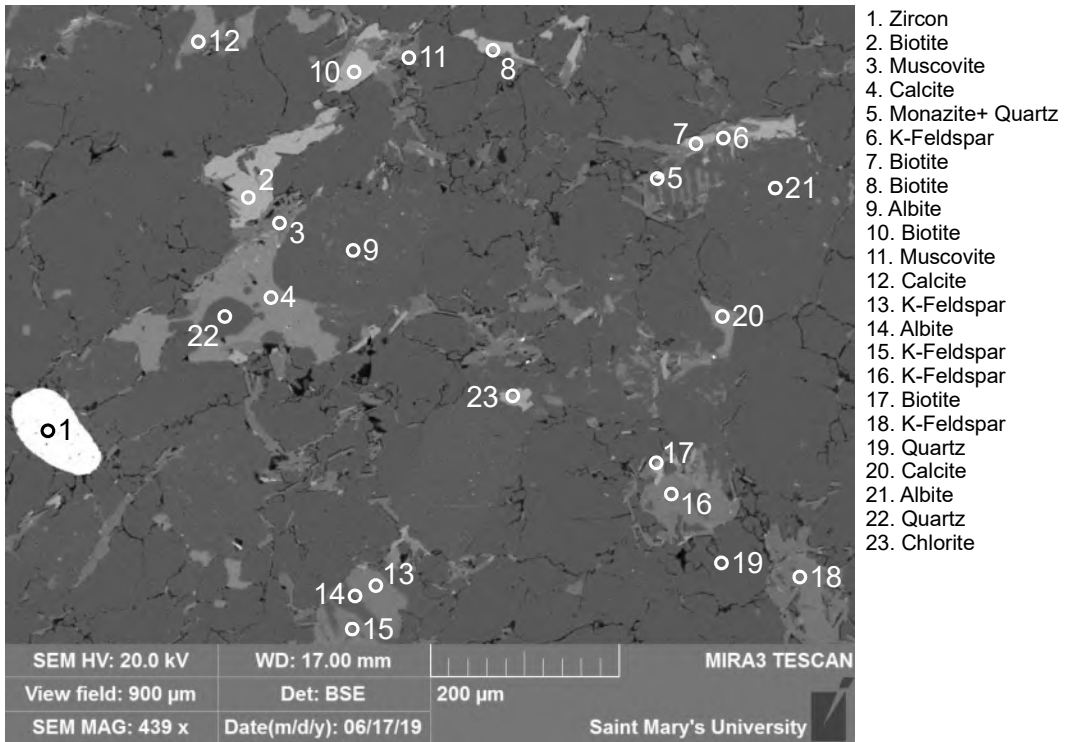 12
11
8
10
7
6
5
21
2
3
9
4
22
20
23
1
17
16
19
18
13
14
15
SEM HV: 20.0 kV
WD: 17.00 mm
MIRA3 TESCAN
View field: 900 µm
Det: BSE
200 µm
SEM MAG: 439 x
Date(m/d/y): 06/17/19
Saint Mary's University
1. Zircon
2. Biotite
3. Muscovite
4. Calcite
5. Monazite+ Quartz
6. K-Feldspar
7. Biotite
8. Biotite
9. Albite
10. Biotite
11. Muscovite
12. Calcite
13. K-Feldspar
14. Albite
15. K-Feldspar
16. K-Feldspar
17. Biotite
18. K-Feldspar
19. Quartz
20. Calcite
21. Albite
22. Quartz
23. Chlorite